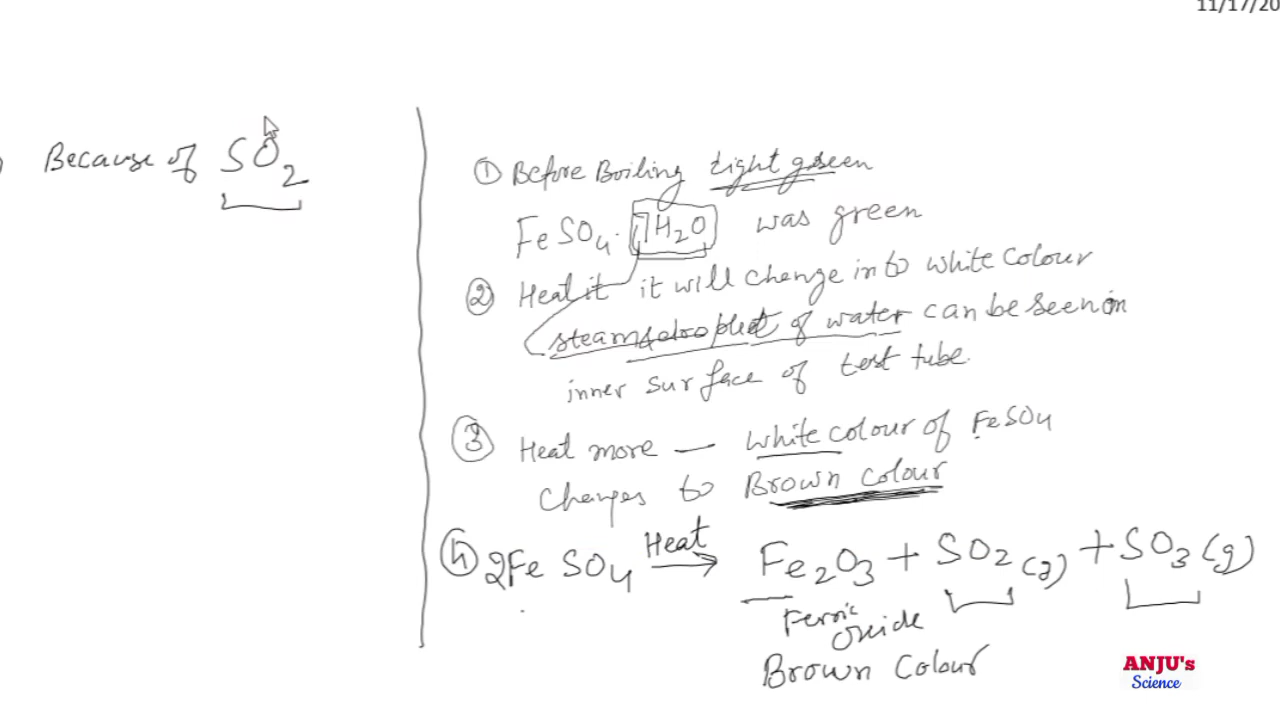 11/17/20
Because of SO2
① Before Boiling Light green
FeSO4. 7H2O was green
② Heat it it will change into white colour
steam & droplet of water can be seen on
inner surface of test tube.
③ Heat more — white colour of FeSO4
changes to Brown colour
④ 2FeSO4 Heat→ Fe2O3 + SO2(g) + SO3(g)
Ferric
Oxide
Brown Colour
ANJU's
Science